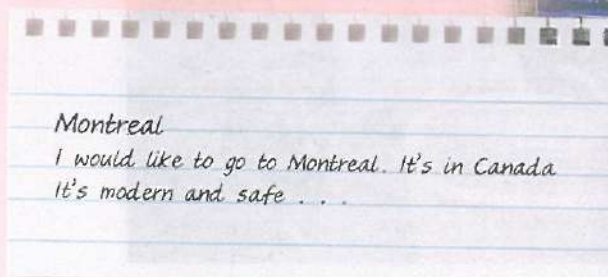 Montreal
I would like to go to Montreal. It's in Canada
It's modern and safe . . .